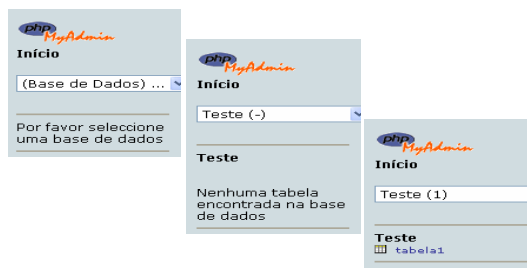 php
MyAdmin
Início
(Base de Dados) ...
Por favor seleccione
uma base de dados
php
MyAdmin
Início
Teste (-)
Teste
Nenhuma tabela
encontrada na base
de dados
php
MyAdmin
Início
Teste (1)
Teste
tabela1